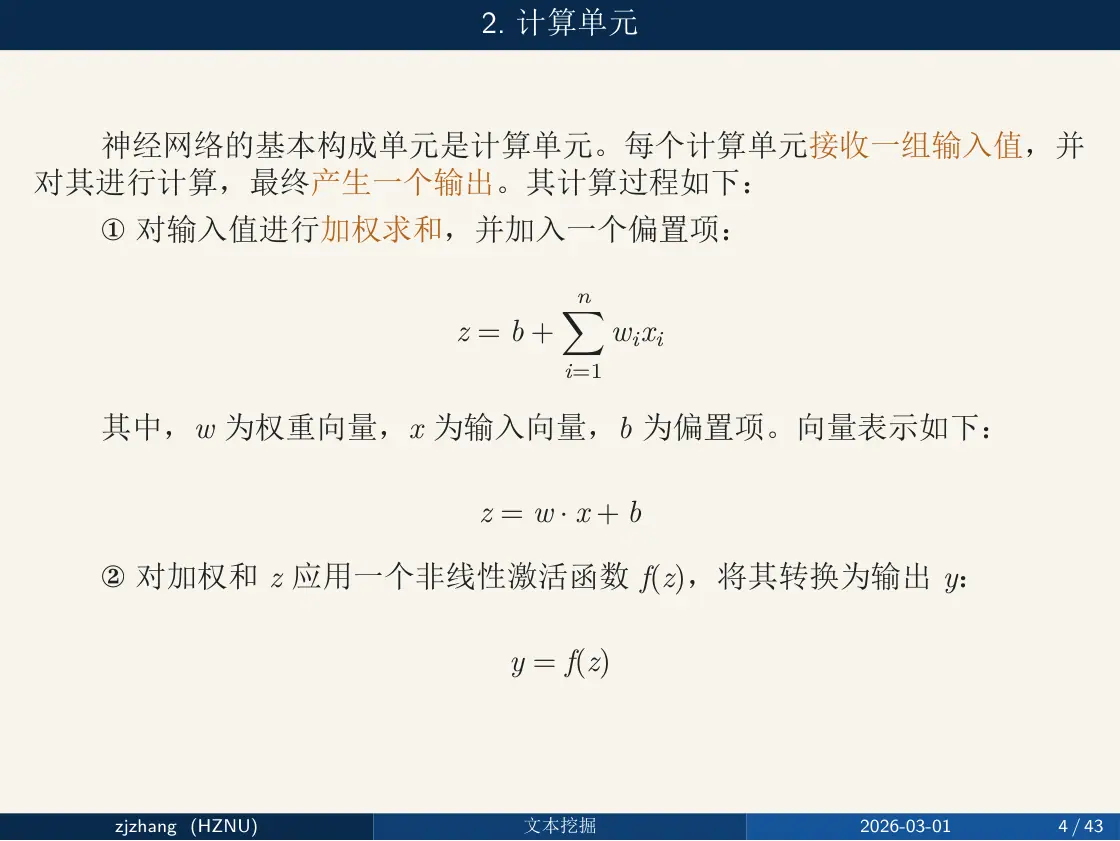 2. 计算单元
神经网络的基本构成单元是计算单元。每个计算单元接收一组输入值，并
对其进行计算，最终产生一个输出。其计算过程如下：
① 对输入值进行加权求和，并加入一个偏置项：
z = b + \sum_{i=1}^{n} w_i x_i
其中，w 为权重向量，x 为输入向量，b 为偏置项。向量表示如下：
z = w · x + b
② 对加权和 z 应用一个非线性激活函数 f(z)，将其转换为输出 y：
y = f(z)
zjzhang (HZNU) 文本挖掘 2026-03-01 4 / 43